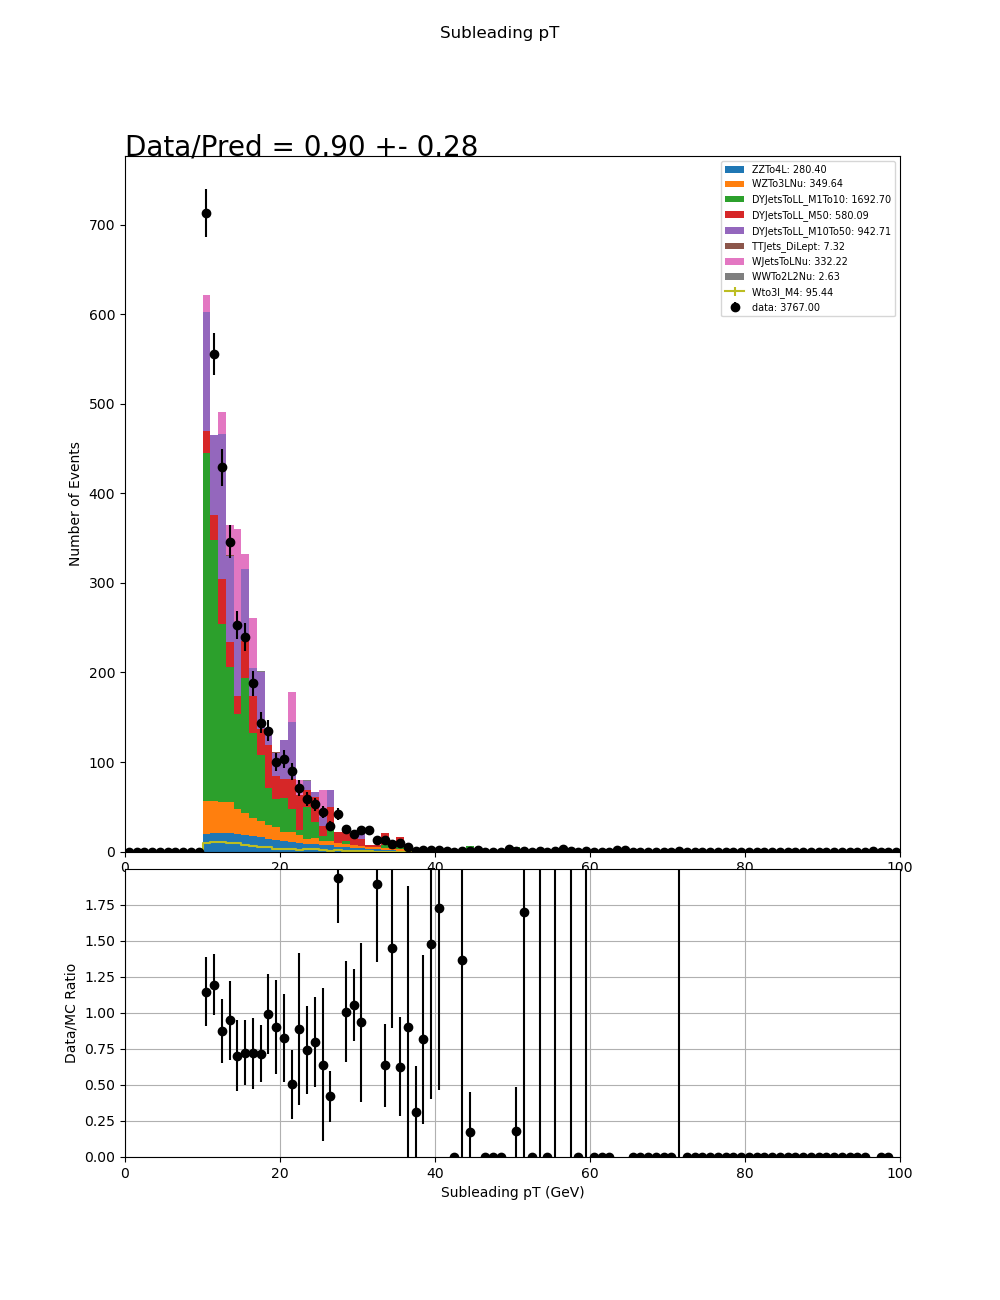 Subleading pT
Data/Pred = 0.90 +- 0.28
ZZTo4L: 280.40
WZTo3LNu: 349.64
DYJetsToLL_M1To10: 1692.70
DYJetsToLL_M50: 580.09
DYJetsToLL_M10To50: 942.71
TTJets_DiLept: 7.32
WJetsToLNu: 332.22
WWTo2L2Nu: 2.63
Wto3l_M4: 95.44
data: 3767.00
Number of Events
700
600
500
400
300
200
100
0
0 20 40 60 80 100
Data/MC Ratio
1.75
1.50
1.25
1.00
0.75
0.50
0.25
0.00
0 20 40 60 80 100
Subleading pT (GeV)